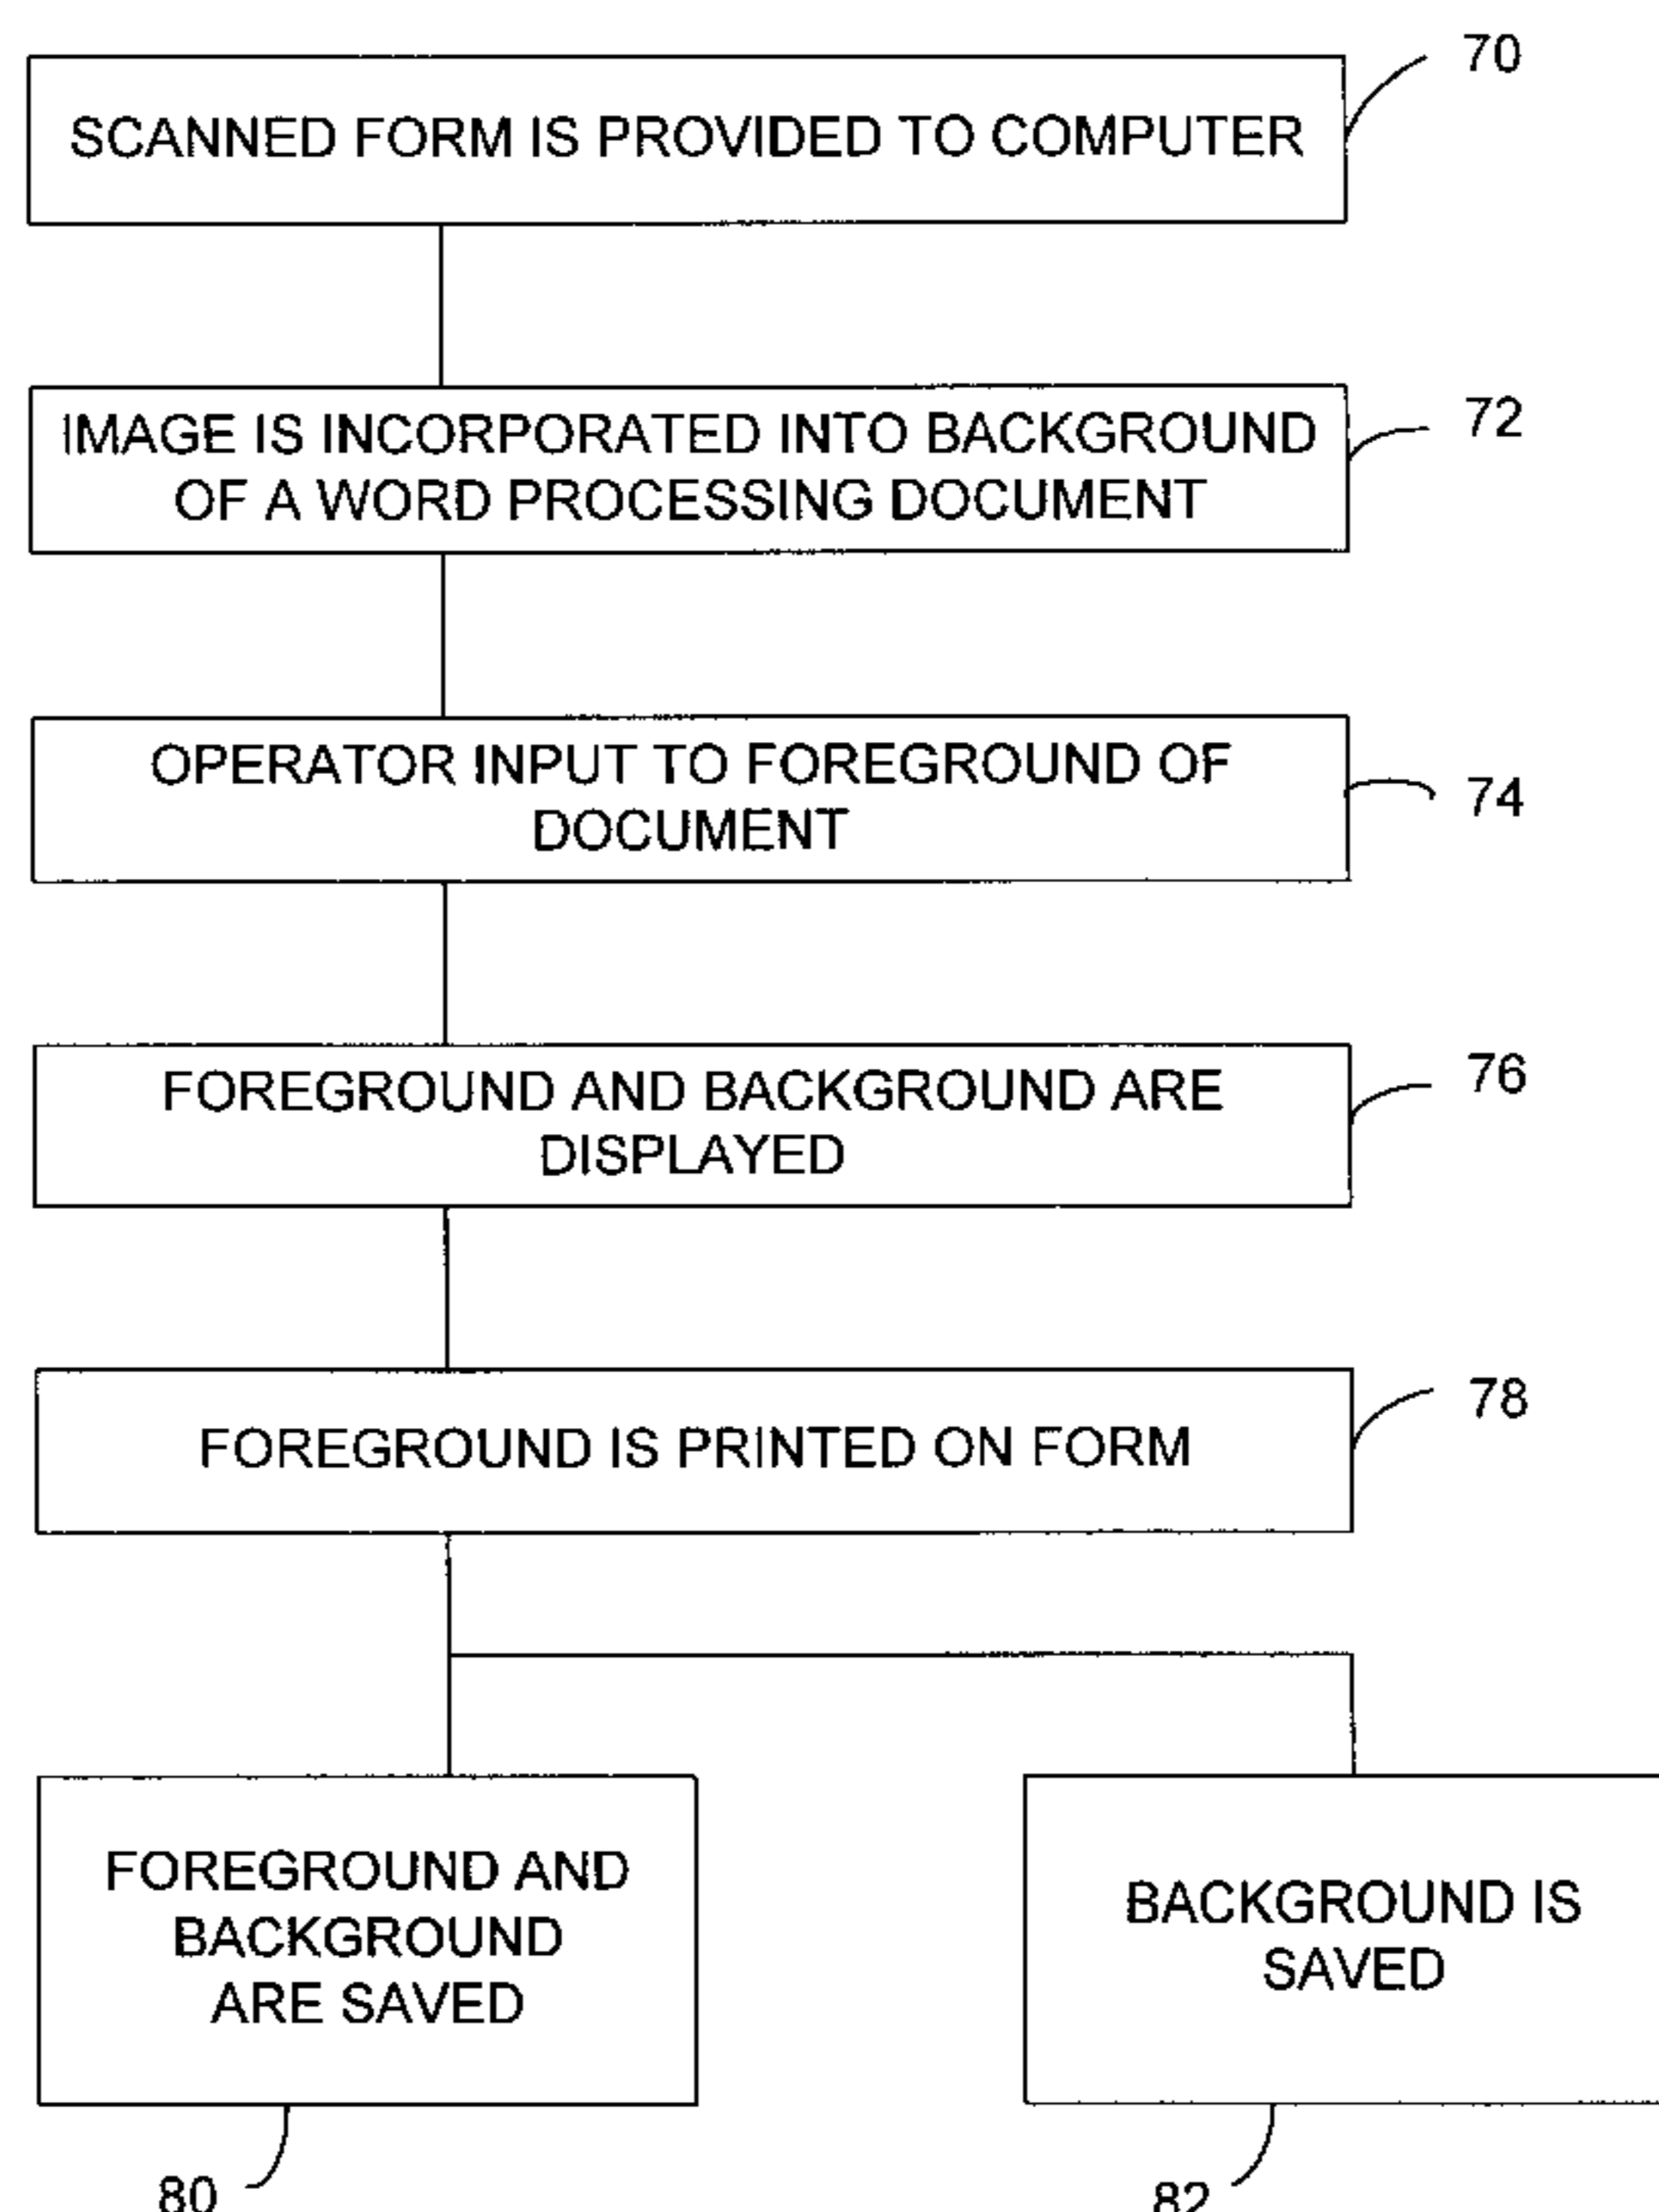 70
SCANNED FORM IS PROVIDED TO COMPUTER
72
IMAGE IS INCORPORATED INTO BACKGROUND
OF A WORD PROCESSING DOCUMENT
OPERATOR INPUT TO FOREGROUND OF
DOCUMENT
74
76
FOREGROUND AND BACKGROUND ARE
DISPLAYED
78
FOREGROUND IS PRINTED ON FORM
FOREGROUND AND
BACKGROUND
ARE SAVED
BACKGROUND IS
SAVED
80
82